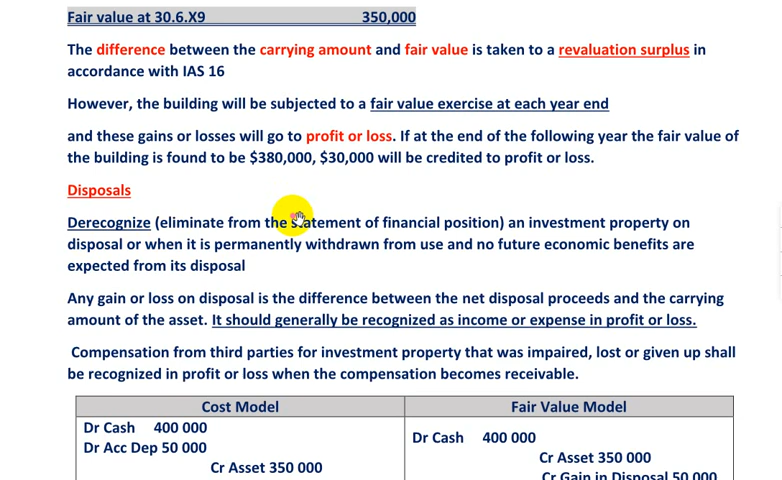 Fair value at 30.6.X9 350,000
The difference between the carrying amount and fair value is taken to a revaluation surplus in
accordance with IAS 16
However, the building will be subjected to a fair value exercise at each year end
and these gains or losses will go to profit or loss. If at the end of the following year the fair value of
the building is found to be $380,000, $30,000 will be credited to profit or loss.
Disposals
Derecognize (eliminate from the statement of financial position) an investment property on
disposal or when it is permanently withdrawn from use and no future economic benefits are
expected from its disposal
Any gain or loss on disposal is the difference between the net disposal proceeds and the carrying
amount of the asset. It should generally be recognized as income or expense in profit or loss.
Compensation from third parties for investment property that was impaired, lost or given up shall
be recognized in profit or loss when the compensation becomes receivable.
Cost Model Fair Value Model
Dr Cash 400 000
Dr Acc Dep 50 000
Cr Asset 350 000
Dr Cash 400 000
Cr Asset 350 000
Cr Gain in Disposal 50 000